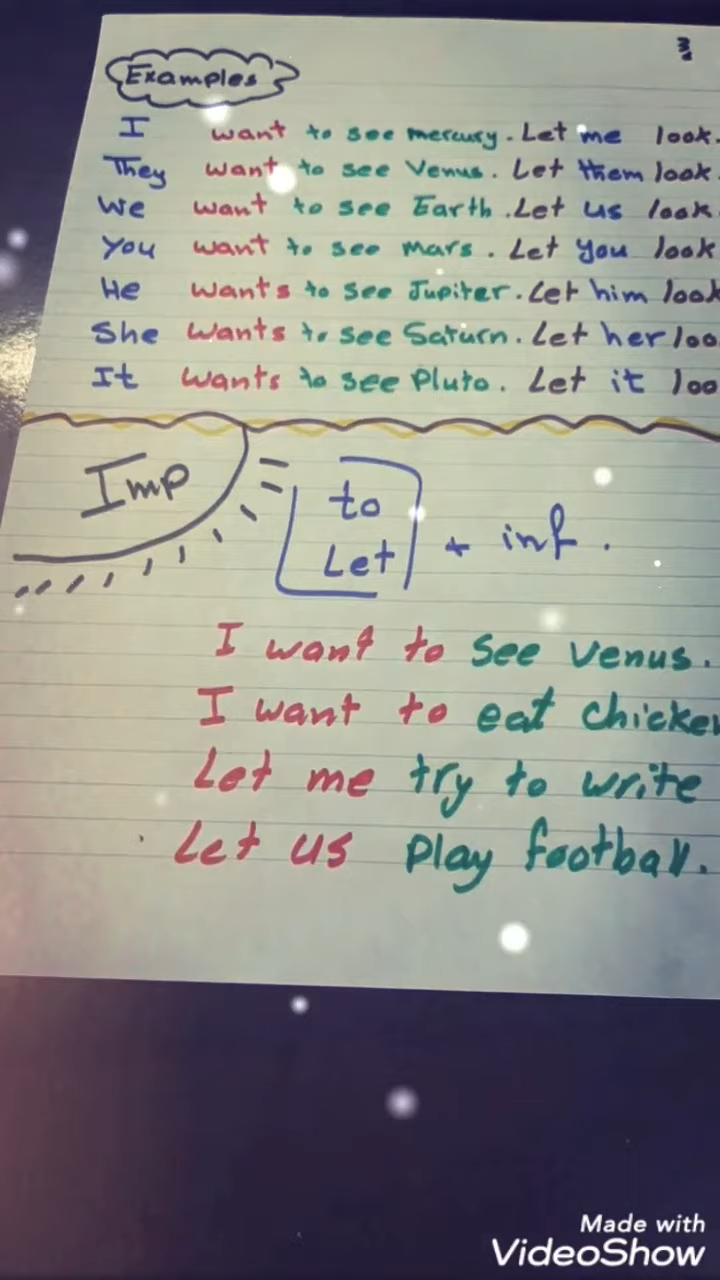 3
Examples
I want to see mercury. Let me look.
They want to see Venus. Let them look.
We want to see Earth. Let us look
You want to see Mars. Let you look
He wants to see Jupiter. Let him look
She wants to see Saturn. Let her loo
It wants to see Pluto. Let it loo
Imp
to
Let + inf.
I want to see venus.
I want to eat chicken
Let me try to write
Let us play football.
Made with
VideoShow